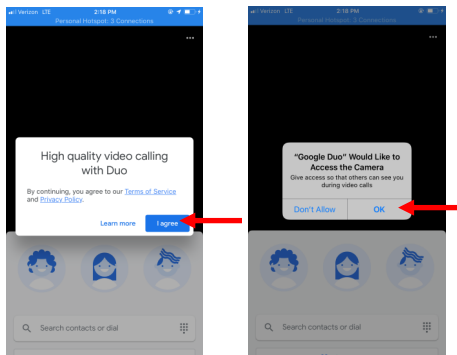 Verizon LTE 2:18 PM
Personal Hotspot: 3 Connections
High quality video calling
with Duo
By continuing, you agree to our Terms of Service
and Privacy Policy.
Learn more I agree
Search contacts or dial
Verizon LTE 2:18 PM
Personal Hotspot: 3 Connections
"Google Duo" Would Like to
Access the Camera
Give access so that others can see you
during video calls
Don't Allow OK
Search contacts or dial